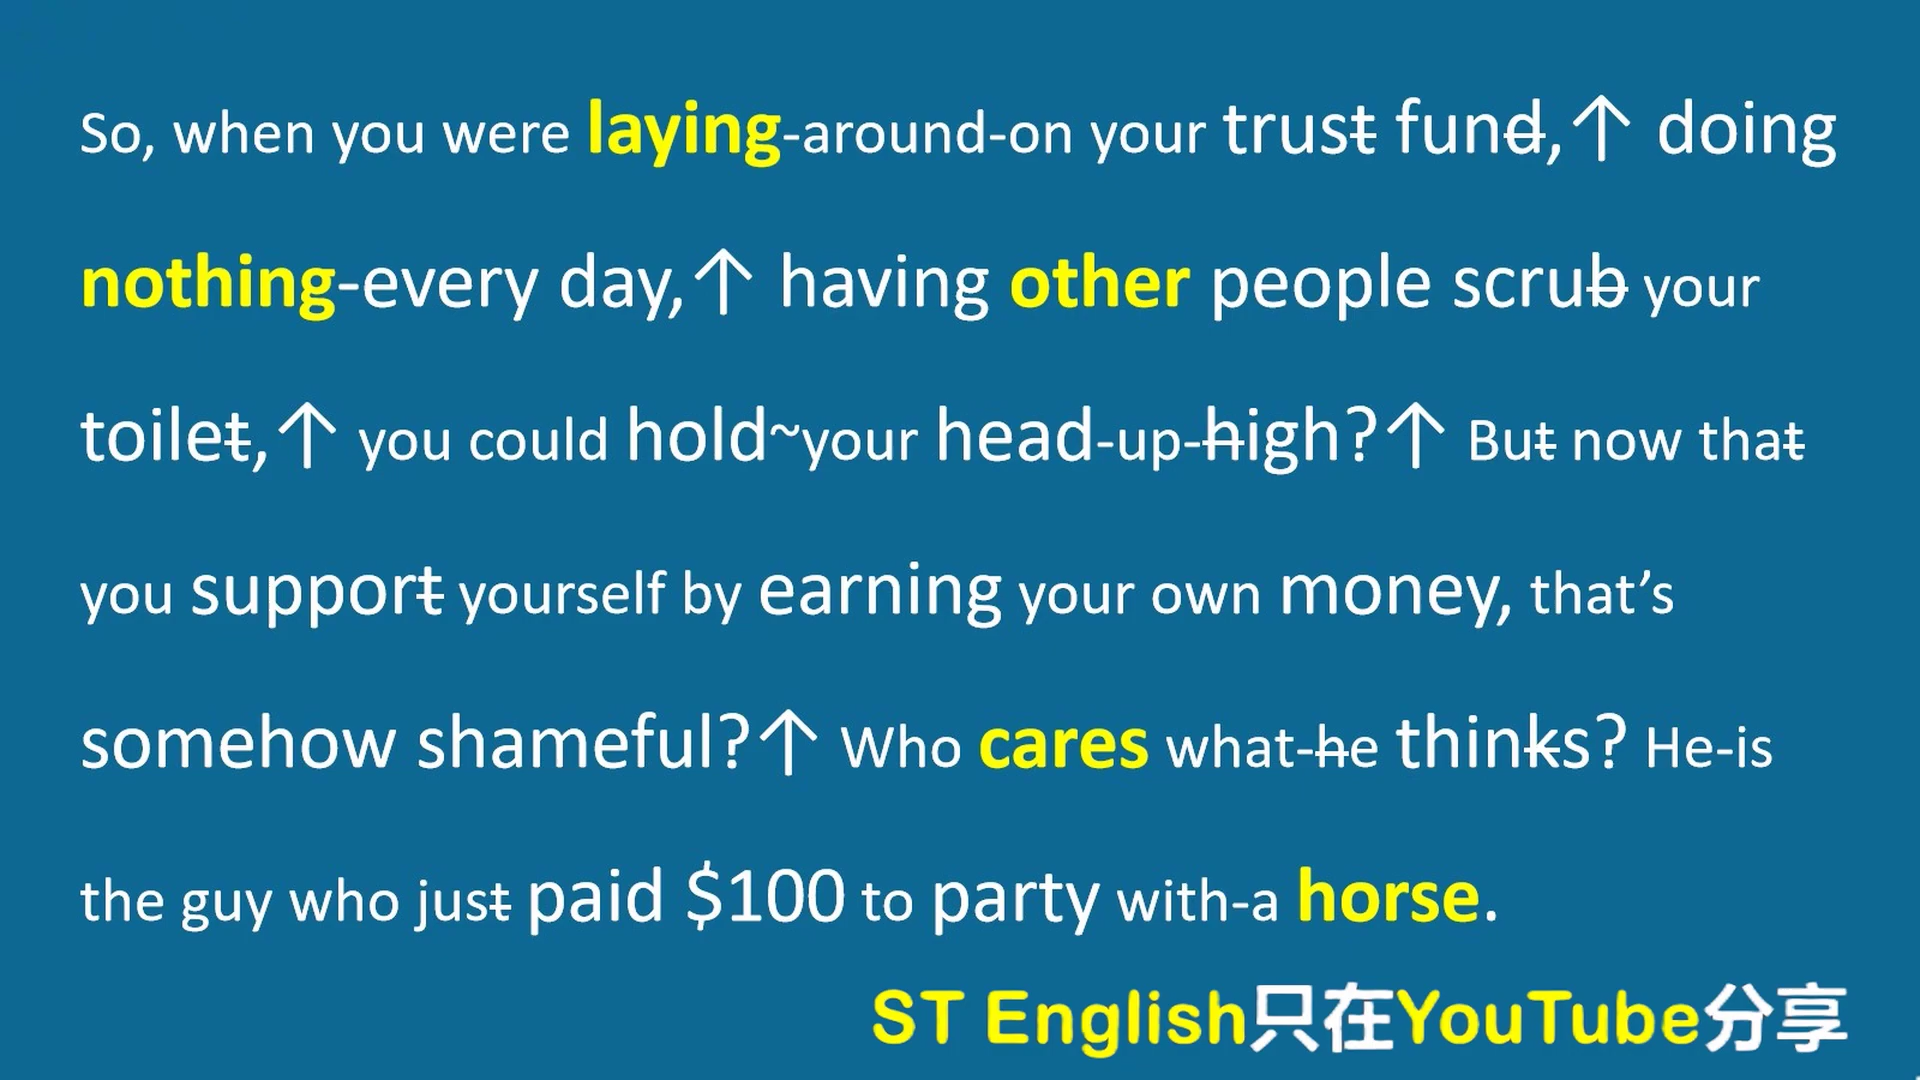 So, when you were laying-around-on your trust fund,↑ doing
nothing-every day,↑ having other people scrub your
toilet,↑ you could hold~your head-up-high?↑ But now that
you support yourself by earning your own money, that’s
somehow shameful?↑ Who cares what-he thinks? He-is
the guy who just paid $100 to party with-a horse.
ST English只在YouTube分享